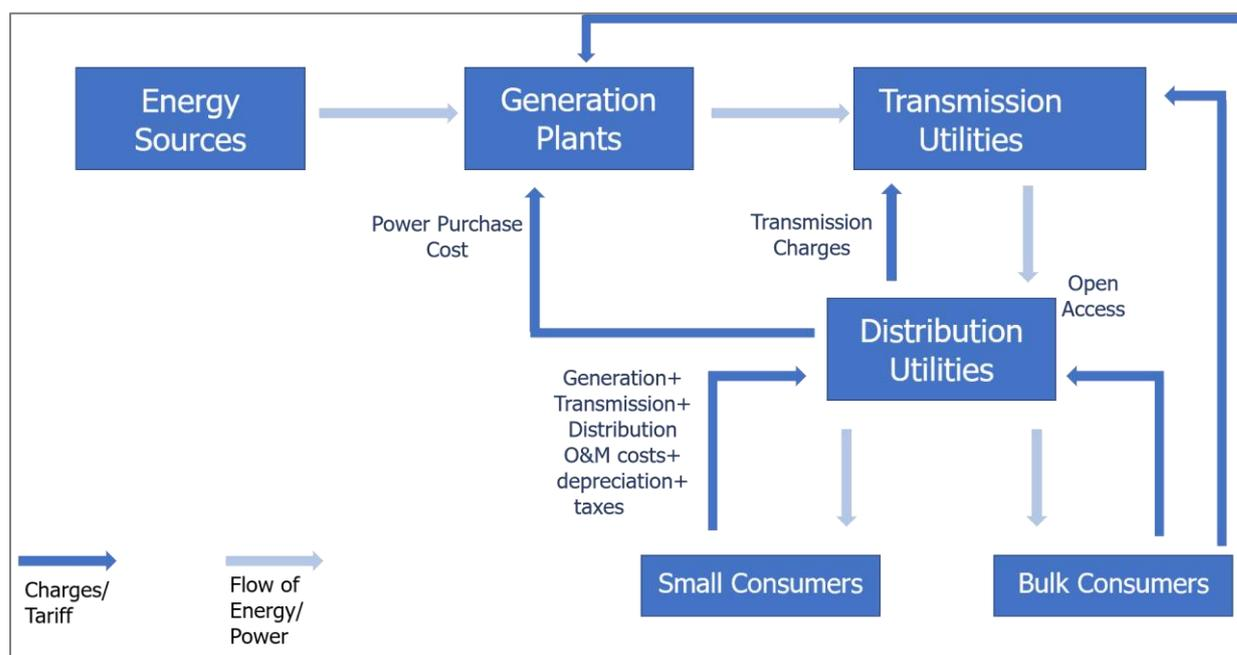 Energy
Sources
Generation
Plants
Transmission
Utilities
Power Purchase
Cost
Transmission
Charges
Open
Access
Distribution
Utilities
Generation+
Transmission+
Distribution
O&M costs+
depreciation+
taxes
Small Consumers
Bulk Consumers
Charges/
Tariff
Flow of
Energy/
Power